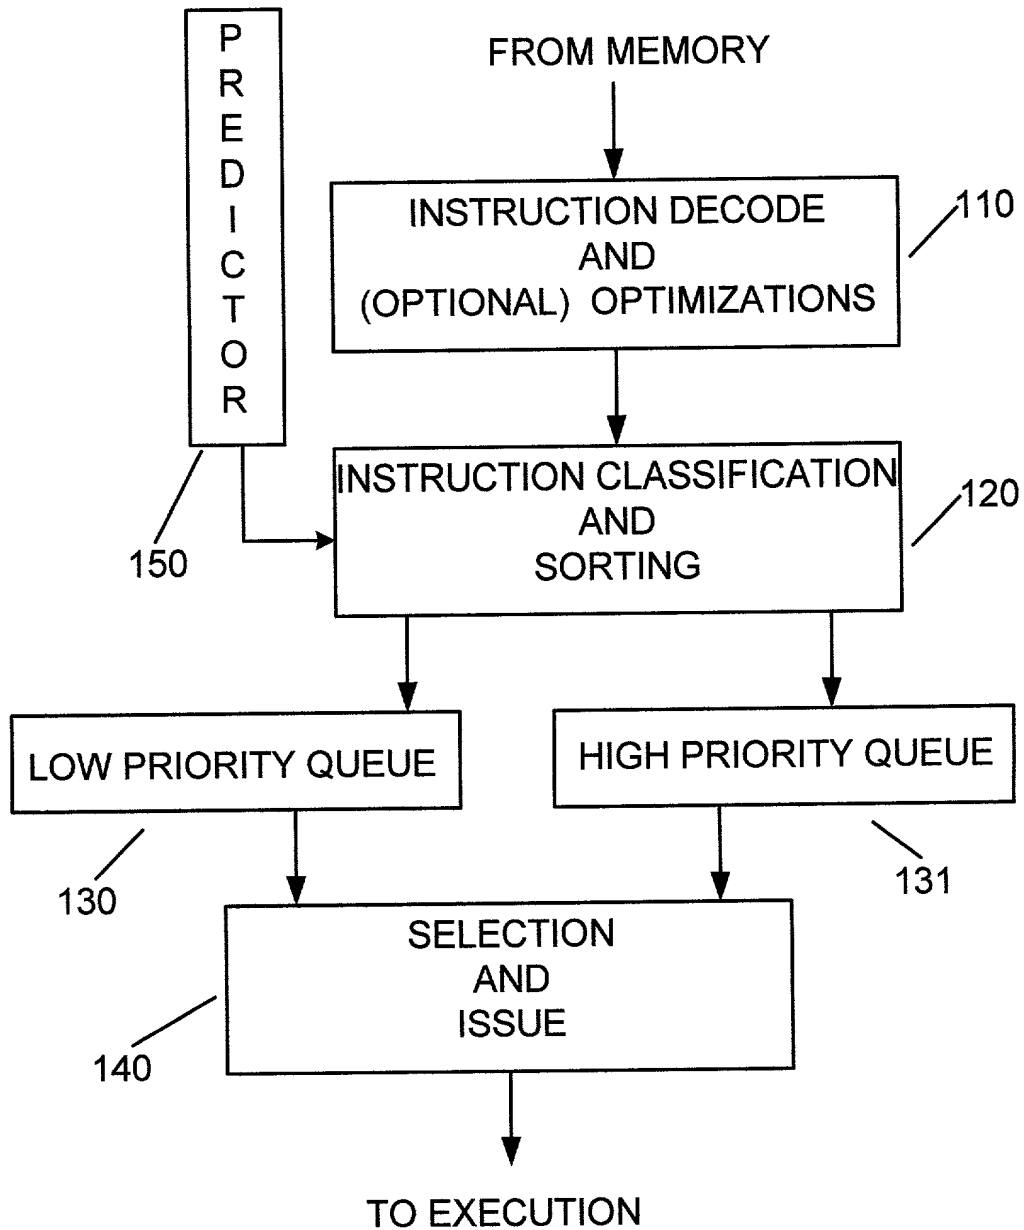 PREDICTOR
FROM MEMORY
INSTRUCTION DECODE
AND
(OPTIONAL) OPTIMIZATIONS
110
INSTRUCTION CLASSIFICATION
AND
SORTING
120
150
LOW PRIORITY QUEUE
HIGH PRIORITY QUEUE
130
131
SELECTION
AND
ISSUE
140
TO EXECUTION